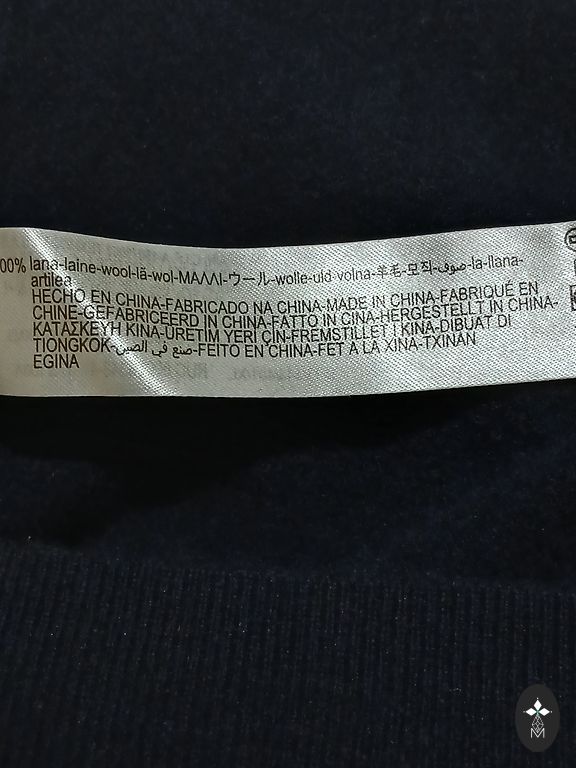 00% lana-laine-wool-lã-wol-ΜΑΛΛΙ-ウール-wolle-uld-volna-羊毛-모직-صوف-la-llana-
artilea
HECHO EN CHINA-FABRICADO NA CHINA-MADE IN CHINA-FABRIQUÉ EN
CHINE-GEFABRICEERD IN CHINA-FATTO IN CINA-HERGESTELLT IN CHINA-
ΚΑΤΑΣΚΕΥΗ ΚΙΝΑ-ÜRETİM YERİ ÇİN-FREMSTILLET I KINA-DIBUAT DI
TIONGKOK-صنع في الصين-FEITO EN CHINA-FET A LA XINA-TXINAN
EGINA
M